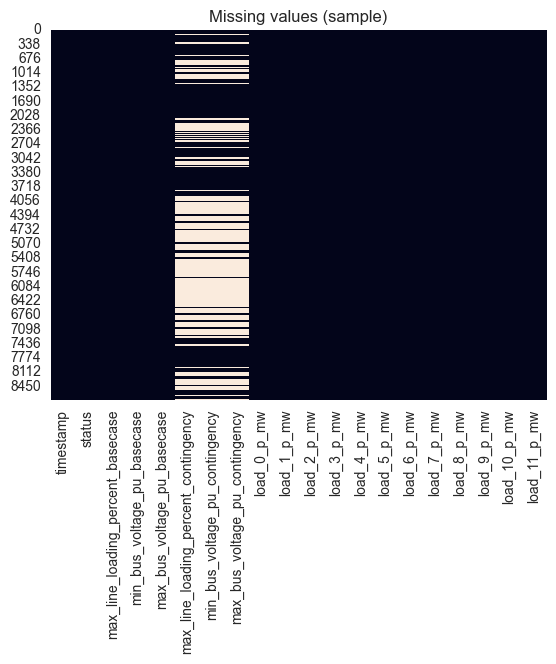 Missing values (sample)
0
338
676
1014
1352
1690
2028
2366
2704
3042
3380
3718
4056
4394
4732
5070
5408
5746
6084
6422
6760
7098
7436
7774
8112
8450
timestamp
status
max_line_loading_percent_basecase
min_bus_voltage_pu_basecase
max_bus_voltage_pu_basecase
max_line_loading_percent_contingency
min_bus_voltage_pu_contingency
max_bus_voltage_pu_contingency
load_0_p_mw
load_1_p_mw
load_2_p_mw
load_3_p_mw
load_4_p_mw
load_5_p_mw
load_6_p_mw
load_7_p_mw
load_8_p_mw
load_9_p_mw
load_10_p_mw
load_11_p_mw